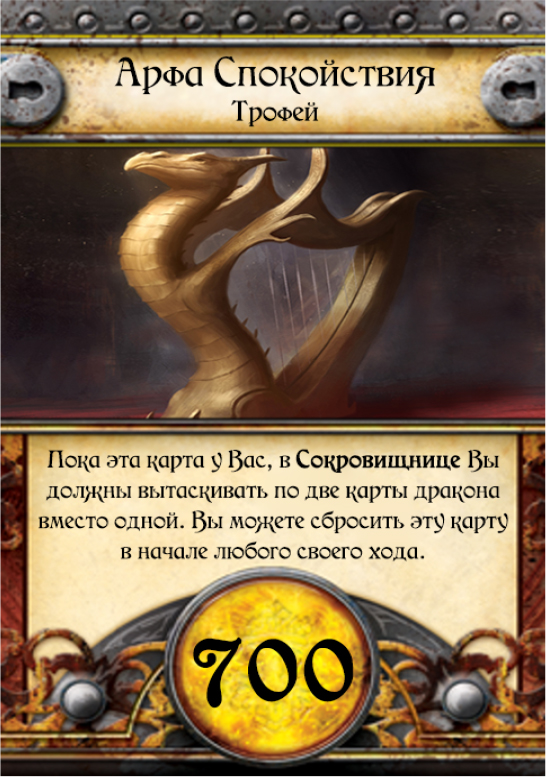 Арфа Спокойствия
Трофей
Пока эта карта у Вас, в Сокровищнице Вы
должны вытаскивать по две карты дракона
вместо одной. Вы можете сбросить эту карту
в начале любого своего хода.
700